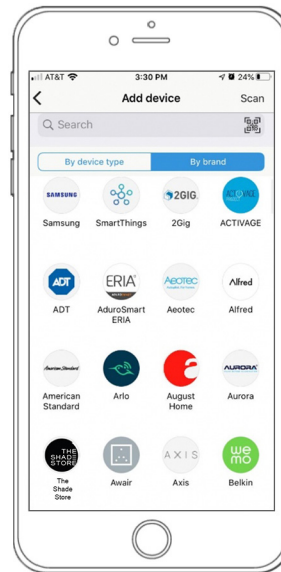 AT&T 3:30 PM 24%
Add device Scan
Search
By device type By brand
SAMSUNG 2GIG ACTIVAGE
Samsung SmartThings 2Gig ACTIVAGE
ADT ERIA AEOTEC Alfred
ADT AduroSmart ERIA Aeotec Alfred
American Standard a AURORA
American Standard Arlo August Home Aurora
THE SHADE STORE AXIS wemo
The Shade Store Awair Axis Belkin